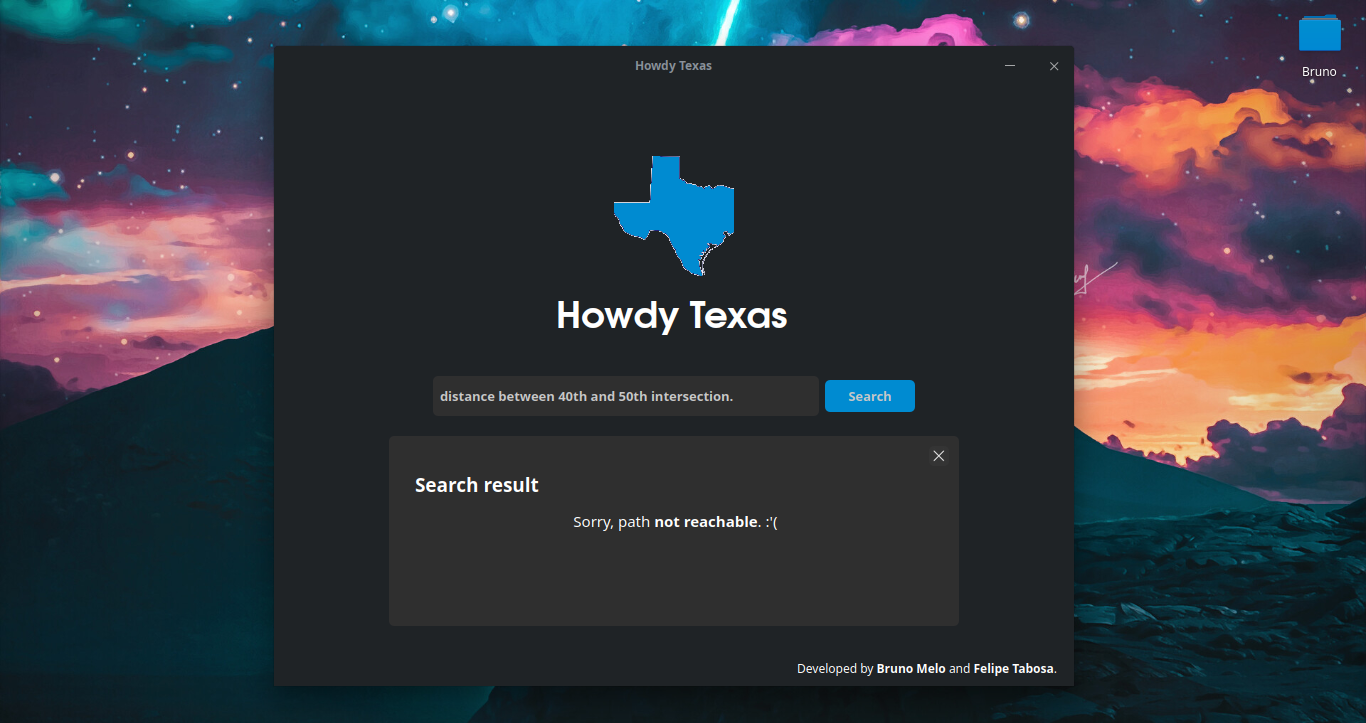 Howdy Texas
Bruno
Howdy Texas
distance between 40th and 50th intersection.
Search
Search result
Sorry, path not reachable. :'(
Developed by Bruno Melo and Felipe Tabosa.